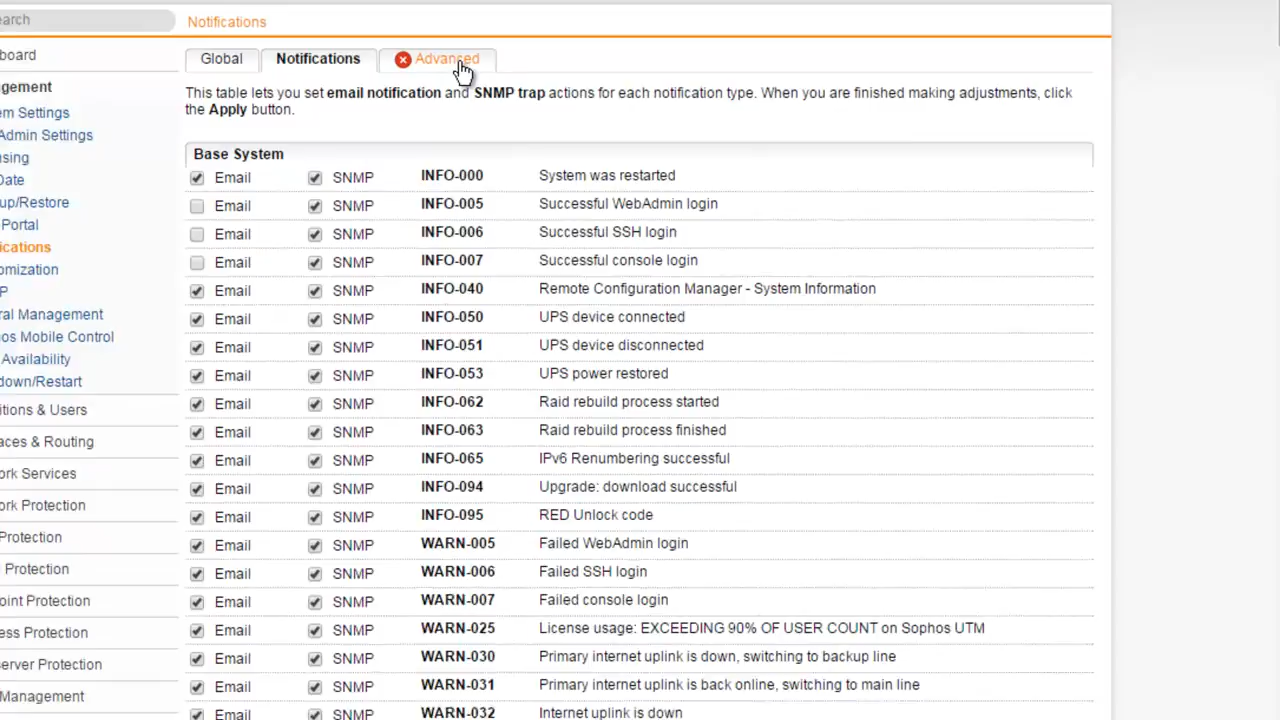 earch
Notifications
board
gement
em Settings
Admin Settings
sing
Date
up/Restore
Portal
ications
omization
P
ral Management
os Mobile Control
Availability
down/Restart
itions & Users
aces & Routing
ork Services
ork Protection
Protection
Protection
oint Protection
ess Protection
erver Protection
Management
Global
Notifications
Advanced
This table lets you set email notification and SNMP trap actions for each notification type. When you are finished making adjustments, click
the Apply button.
Base System
Email SNMP INFO-000 System was restarted
Email SNMP INFO-005 Successful WebAdmin login
Email SNMP INFO-006 Successful SSH login
Email SNMP INFO-007 Successful console login
Email SNMP INFO-040 Remote Configuration Manager - System Information
Email SNMP INFO-050 UPS device connected
Email SNMP INFO-051 UPS device disconnected
Email SNMP INFO-053 UPS power restored
Email SNMP INFO-062 Raid rebuild process started
Email SNMP INFO-063 Raid rebuild process finished
Email SNMP INFO-065 IPv6 Renumbering successful
Email SNMP INFO-094 Upgrade: download successful
Email SNMP INFO-095 RED Unlock code
Email SNMP WARN-005 Failed WebAdmin login
Email SNMP WARN-006 Failed SSH login
Email SNMP WARN-007 Failed console login
Email SNMP WARN-025 License usage: EXCEEDING 90% OF USER COUNT on Sophos UTM
Email SNMP WARN-030 Primary internet uplink is down, switching to backup line
Email SNMP WARN-031 Primary internet uplink is back online, switching to main line
Email SNMP WARN-032 Internet uplink is down